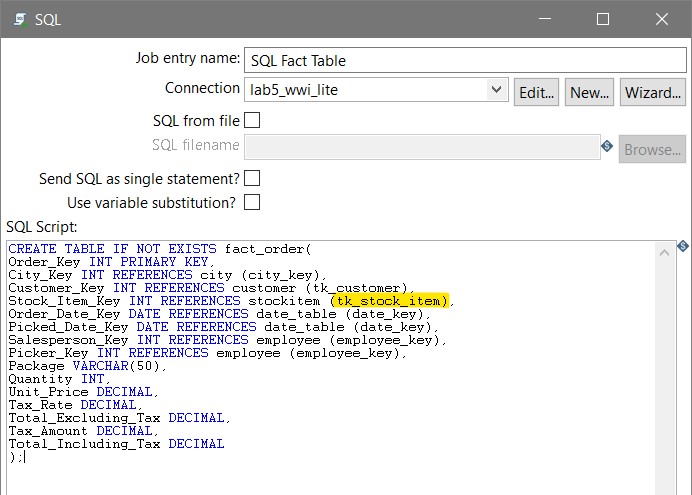 SQL
Job entry name: SQL Fact Table
Connection lab5_wwi_lite Edit... New... Wizard...
SQL from file
SQL filename Browse...
Send SQL as single statement?
Use variable substitution?
SQL Script:
CREATE TABLE IF NOT EXISTS fact_order(
Order_Key INT PRIMARY KEY,
City_Key INT REFERENCES city (city_key),
Customer_Key INT REFERENCES customer (tk_customer),
Stock_Item_Key INT REFERENCES stockitem (tk_stock_item),
Order_Date_Key DATE REFERENCES date_table (date_key),
Picked_Date_Key DATE REFERENCES date_table (date_key),
Salesperson_Key INT REFERENCES employee (employee_key),
Picker_Key INT REFERENCES employee (employee_key),
Package VARCHAR(50),
Quantity INT,
Unit_Price DECIMAL,
Tax_Rate DECIMAL,
Total_Excluding_Tax DECIMAL,
Tax_Amount DECIMAL,
Total_Including_Tax DECIMAL
);